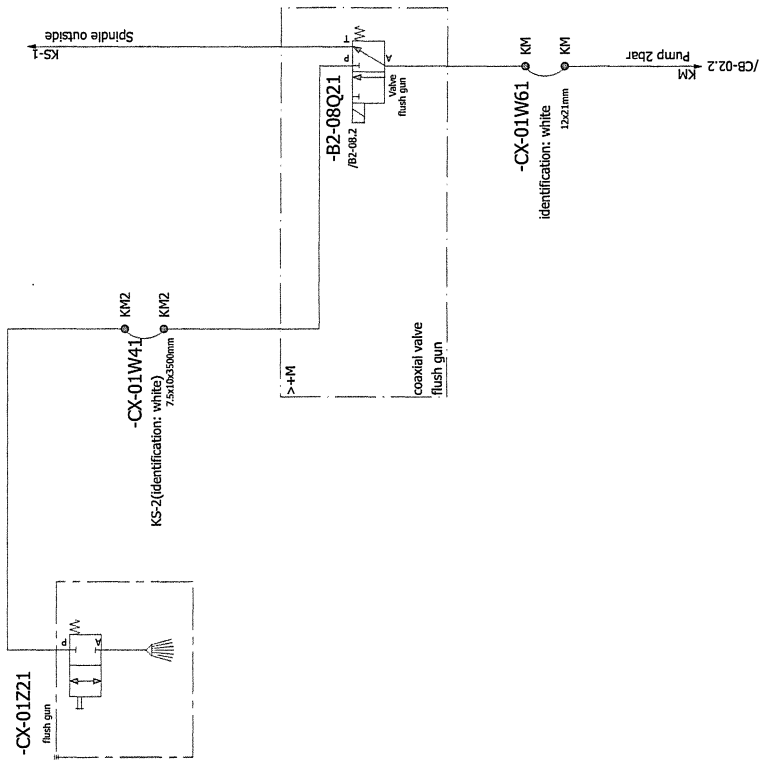 Spindle outside
KS-1
T
P
A
Valve
flush gun
-B2-08Q21
/B2-08.2
KM
KM
-CX-01W61
identification: white
12x21mm
Pump 2bar
KM
/CB-02.2
KM2
KM2
-CX-01W41
7.5x10x3500mm
KS-2(identification: white)
>+M
coaxial valve
flush gun
-CX-01Z21
flush gun
P
A